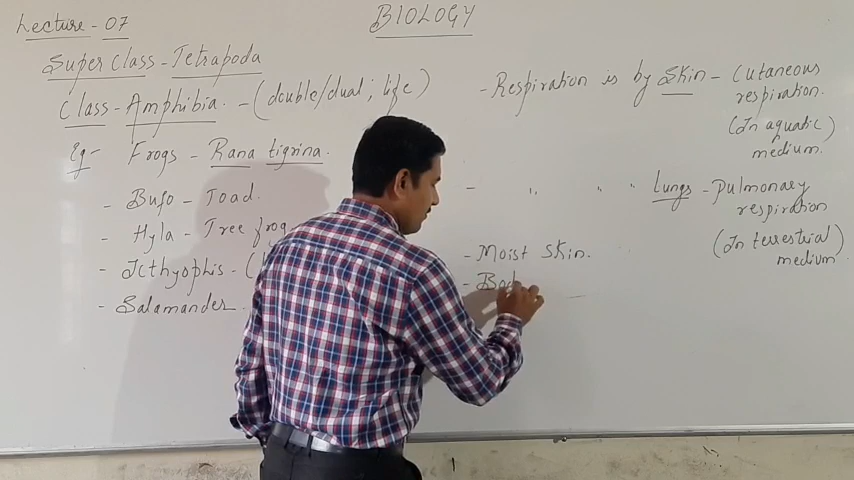 Lecture - 07
BIOLOGY
Super Class - Tetrapoda
Class - Amphibia. - (double/dual; life)
Eg - Frogs - Rana tigrina.
- Bufo - Toad.
- Hyla - Tree frog
- Icthyophis - (
- Salamander.
- Respiration is by Skin - Cutaneous
respiration.
(In aquatic)
medium.
- " " " Lungs - Pulmonary
respiration
(In terrestrial)
medium.
- Moist Skin.
- Bod